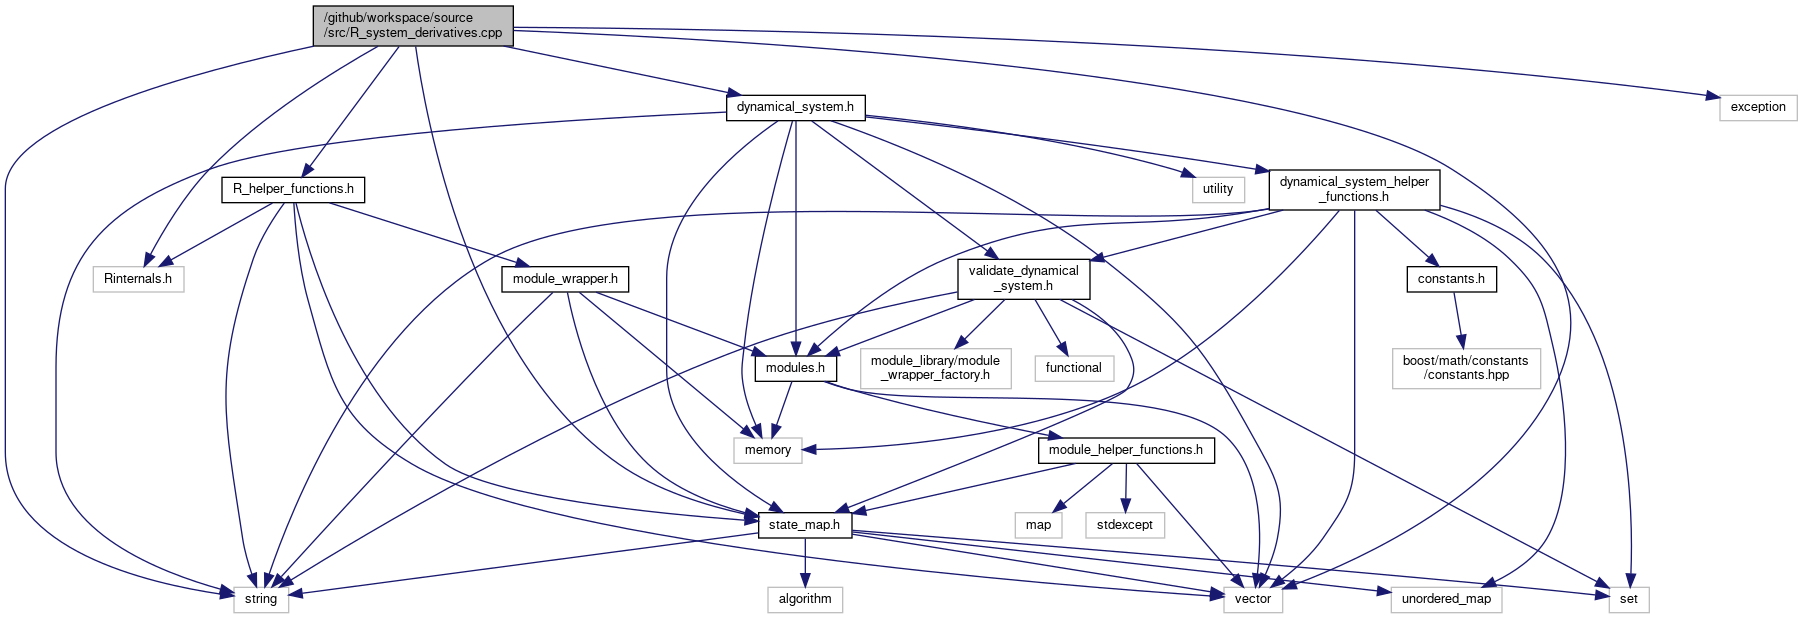 /github/workspace/source
/src/R_system_derivatives.cpp
dynamical_system.h
exception
R_helper_functions.h
utility
dynamical_system_helper
_functions.h
Rinternals.h
module_wrapper.h
validate_dynamical
_system.h
constants.h
modules.h
module_library/module
_wrapper_factory.h
functional
boost/math/constants
/constants.hpp
memory
module_helper_functions.h
state_map.h
map
stdexcept
string
algorithm
vector
unordered_map
set